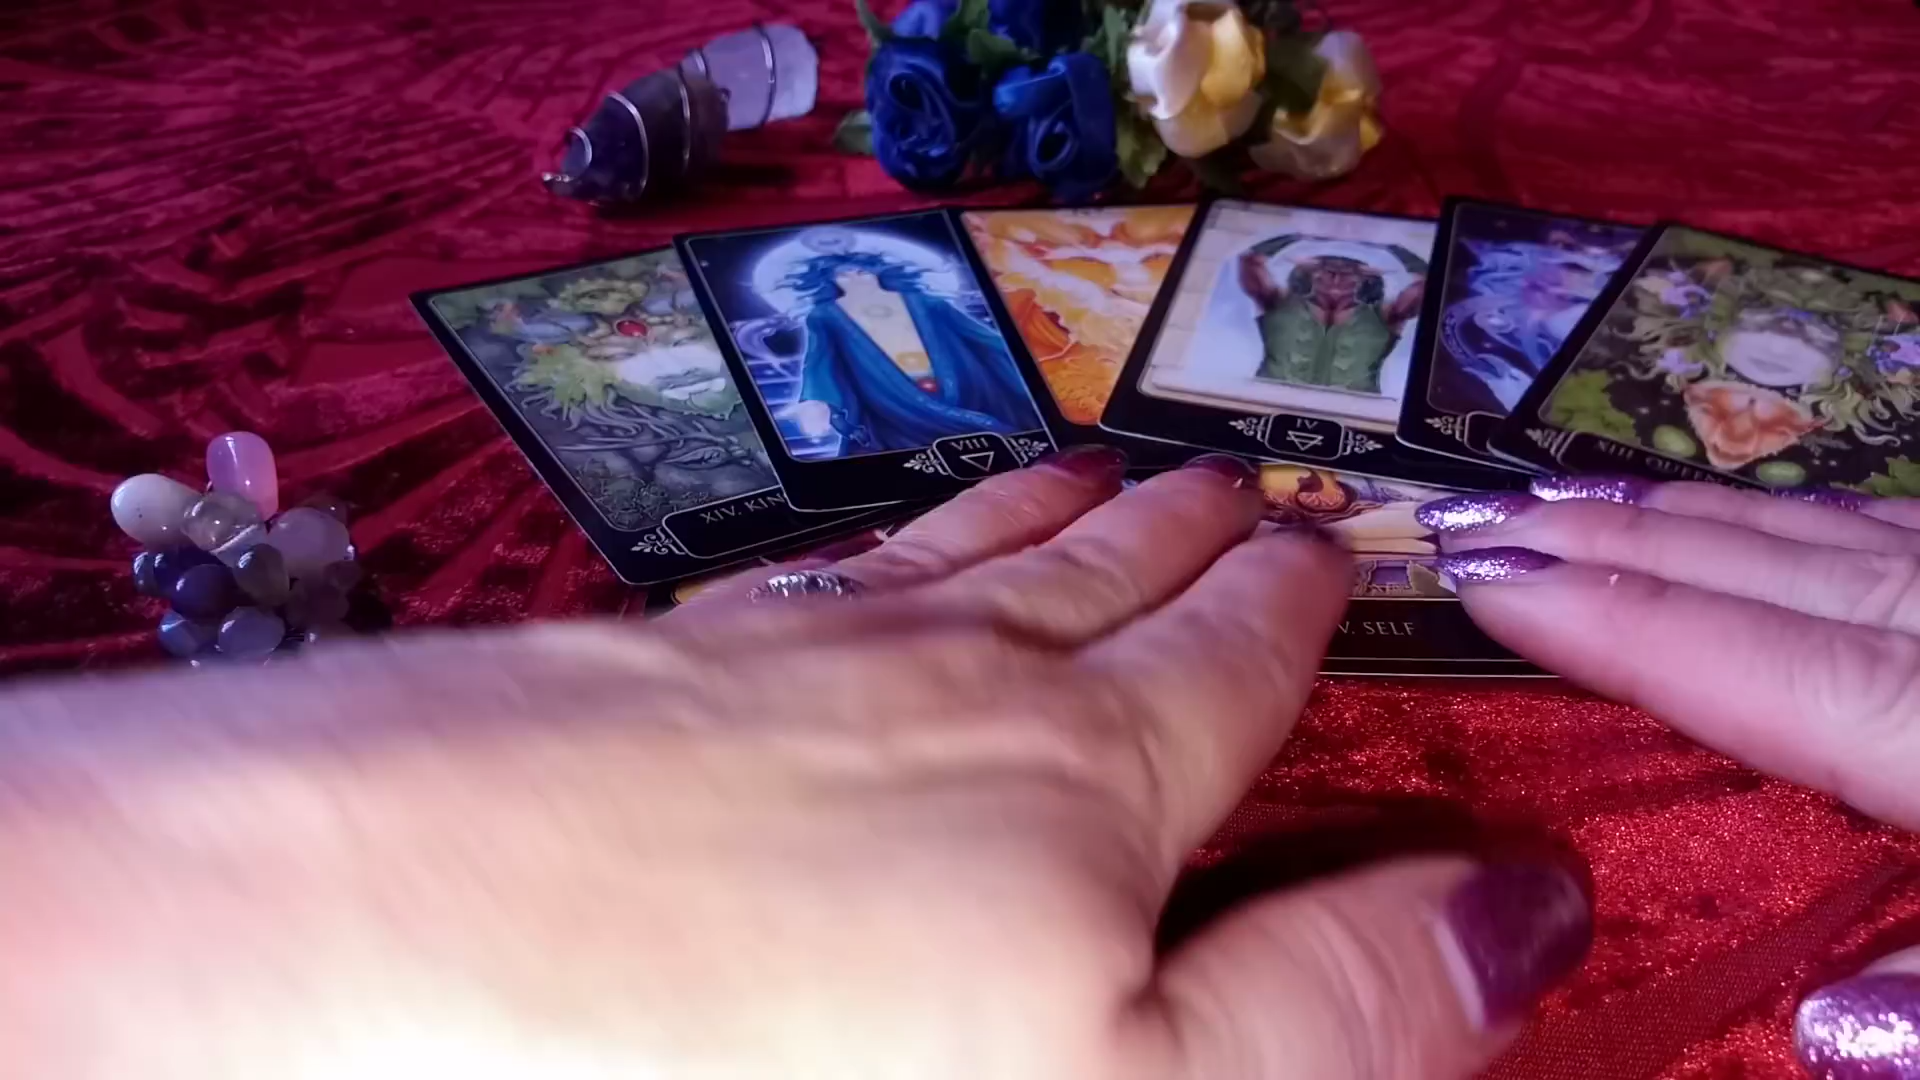 XIV. KIN
VIII
IV
XIII. QUEEN
V. SELF